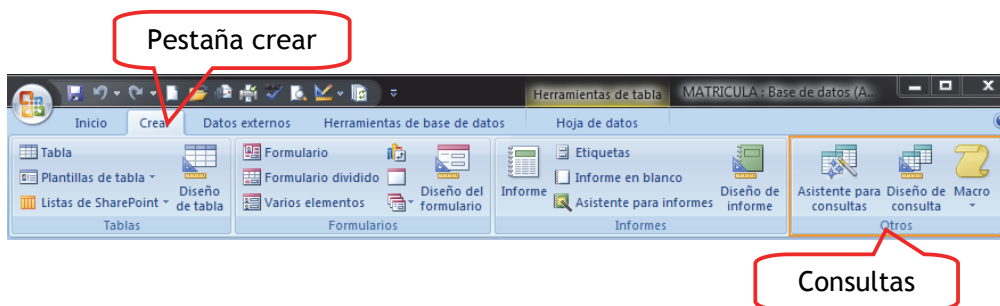 Pestaña crear
Herramientas de tabla
MATRICULA : Base de datos (A...
Inicio
Crear
Datos externos
Herramientas de base de datos
Hoja de datos
Tabla
Plantillas de tabla
Listas de SharePoint
Diseño
de tabla
Tablas
Formulario
Formulario dividido
Varios elementos
Diseño del
formulario
Formularios
Informe
Etiquetas
Informe en blanco
Asistente para informes
Diseño de
informe
Informes
Asistente para
consultas
Diseño de
consulta
Macro
Otros
Consultas